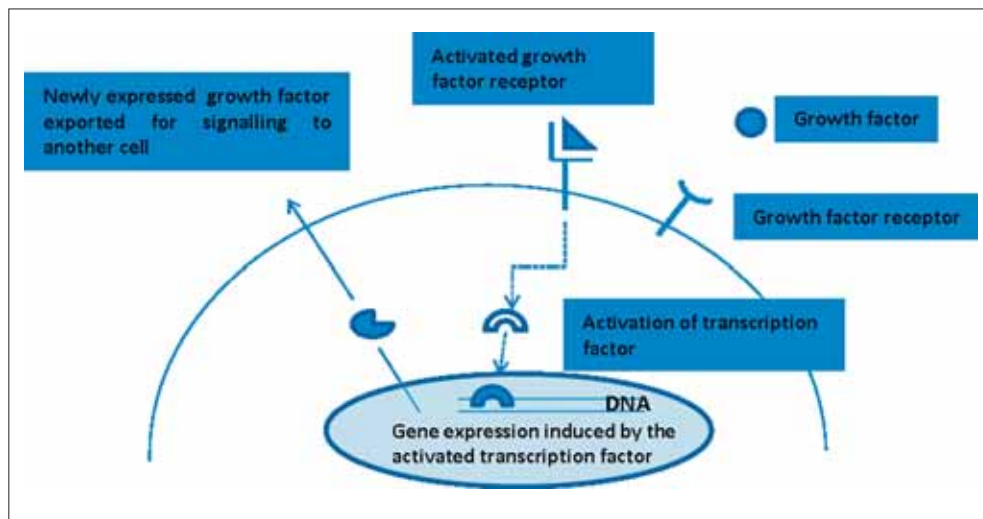 Activated growth
factor receptor
Newly expressed growth factor
exported for signalling to
another cell
Growth factor
Growth factor receptor
Activation of transcription
factor
DNA
Gene expression induced by the
activated transcription factor